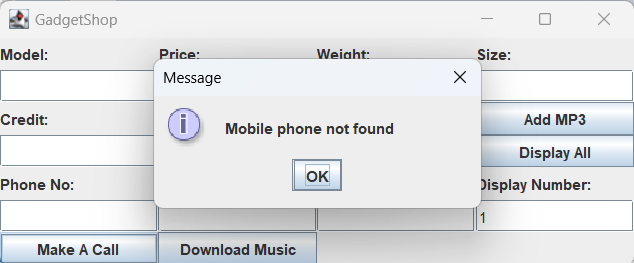 GadgetShop
Model:
Price:
Weight:
Size:
Message
Mobile phone not found
OK
Credit:
Add MP3
Display All
Phone No:
Display Number:
1
Make A Call
Download Music